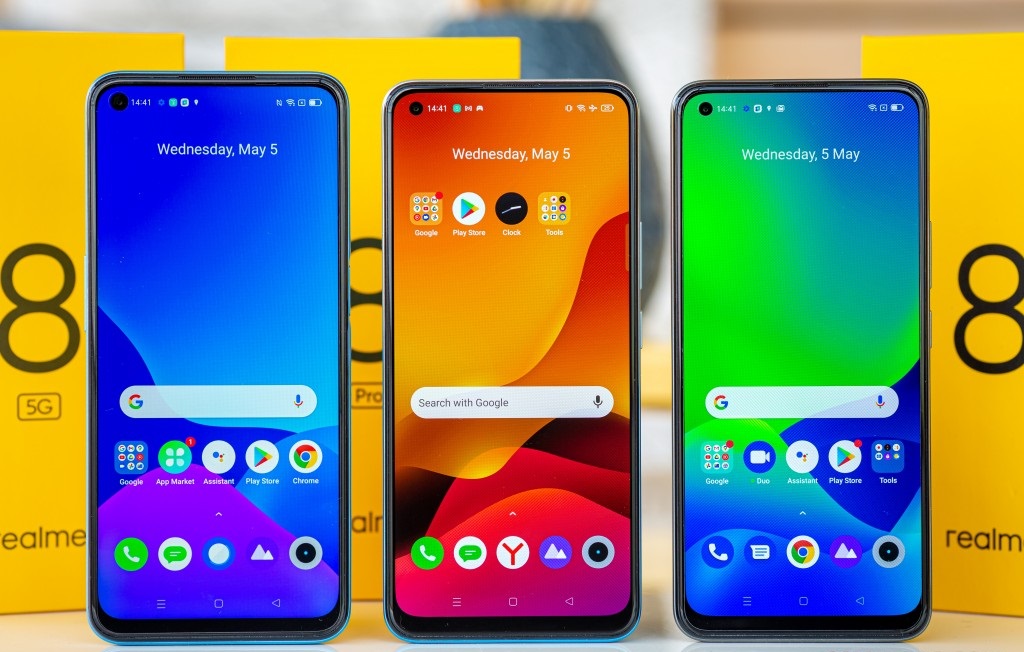 8
5G
realme
14:41
Wednesday, May 5
Google
App Market
1
Assistant
Play Store
Chrome
8
Pro
14:41
Wednesday, May 5
Google
Play Store
Clock
Tools
Search with Google
14:41
Wednesday, 5 May
Google
Duo
Assistant
Play Store
Tools
8
realm